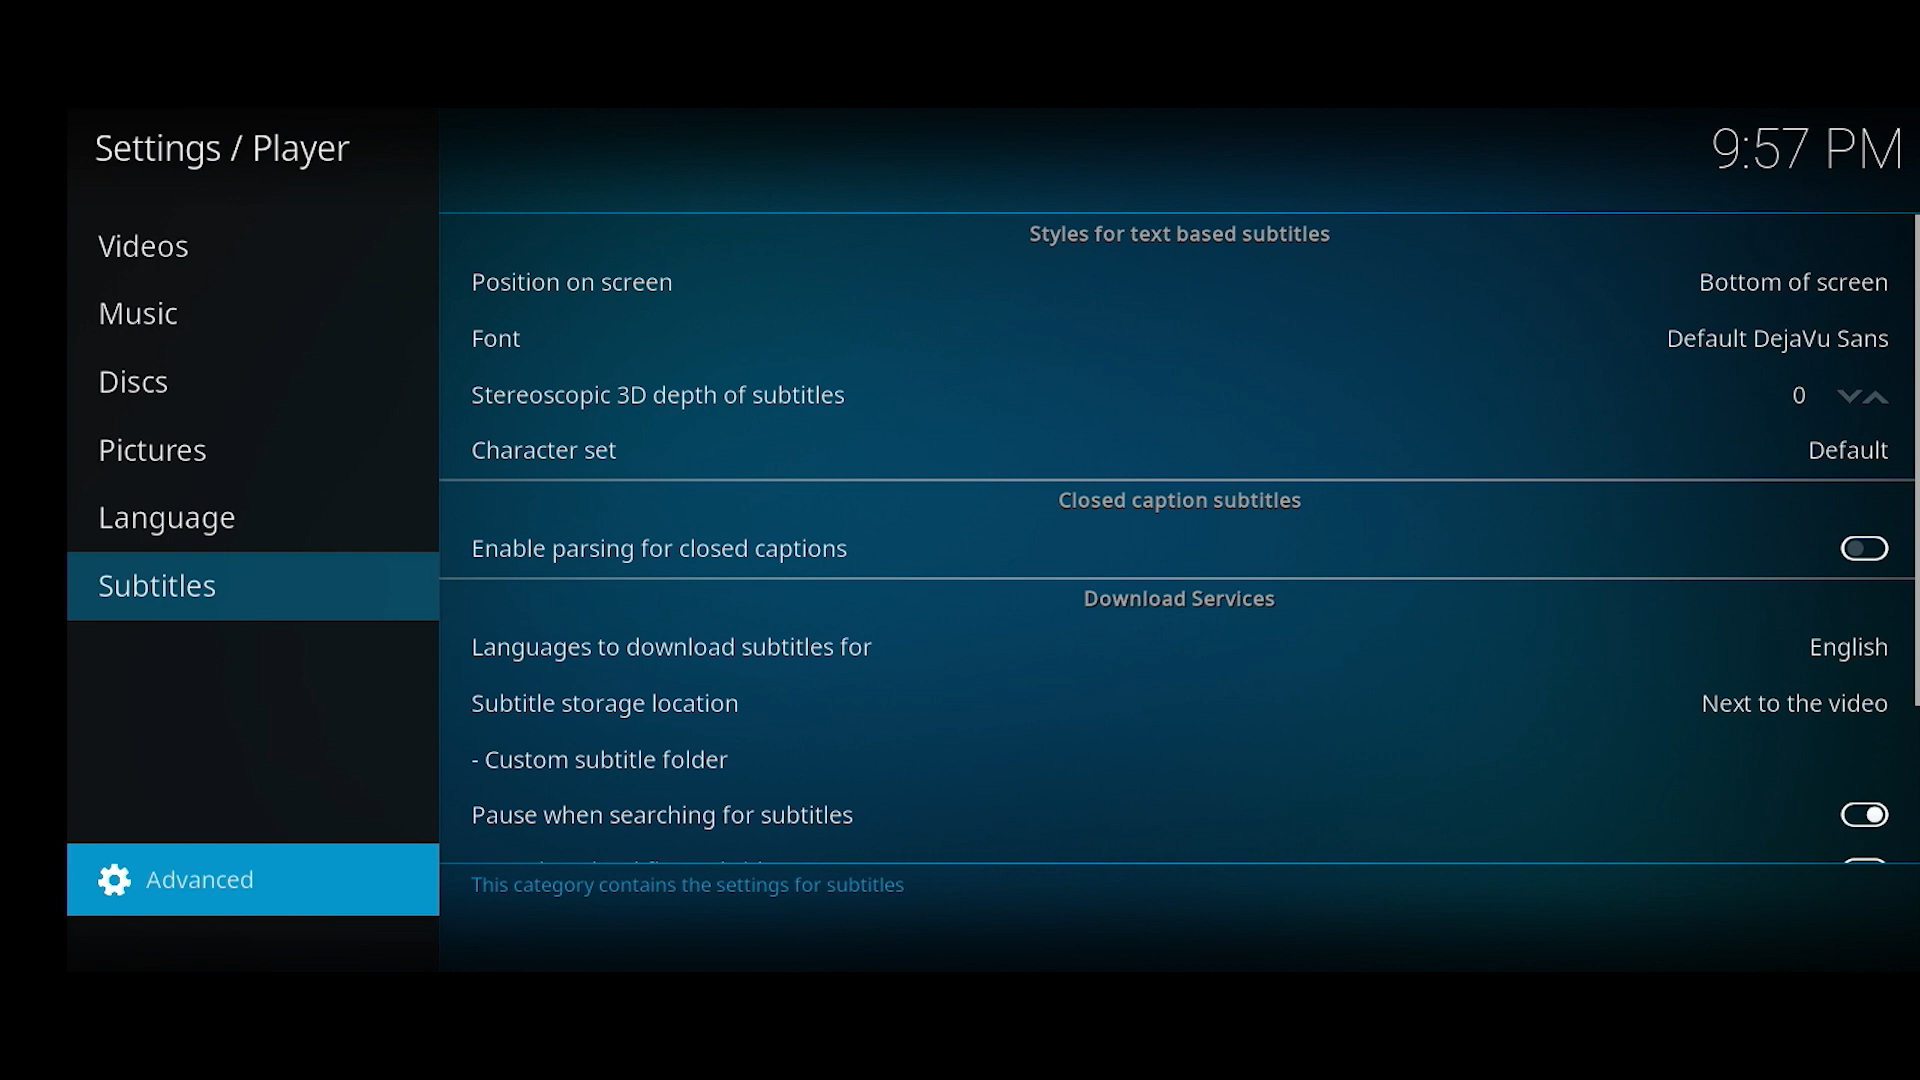 Settings / Player
9:57 PM
Videos
Music
Discs
Pictures
Language
Subtitles
Advanced
Styles for text based subtitles
Position on screen Bottom of screen
Font Default DejaVu Sans
Stereoscopic 3D depth of subtitles 0
Character set Default
Closed caption subtitles
Enable parsing for closed captions
Download Services
Languages to download subtitles for English
Subtitle storage location Next to the video
- Custom subtitle folder
Pause when searching for subtitles
This category contains the settings for subtitles